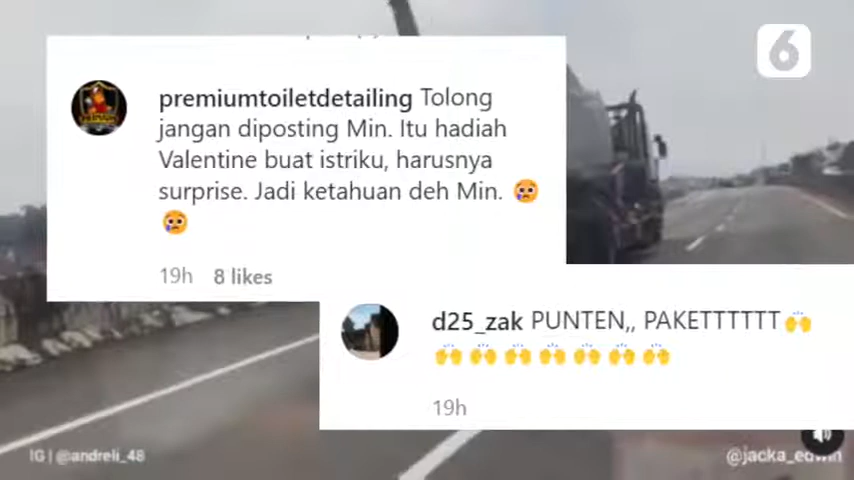 6
premiumtoiletdetailing Tolong
jangan diposting Min. Itu hadiah
Valentine buat istriku, harusnya
surprise. Jadi ketahuan deh Min. 😢
😢
19h 8 likes
d25_zak PUNTEN,, PAKETTTTTT🙌
🙌🙌🙌🙌🙌🙌🙌
19h
IG | @andreli_48
@jacka_edwin